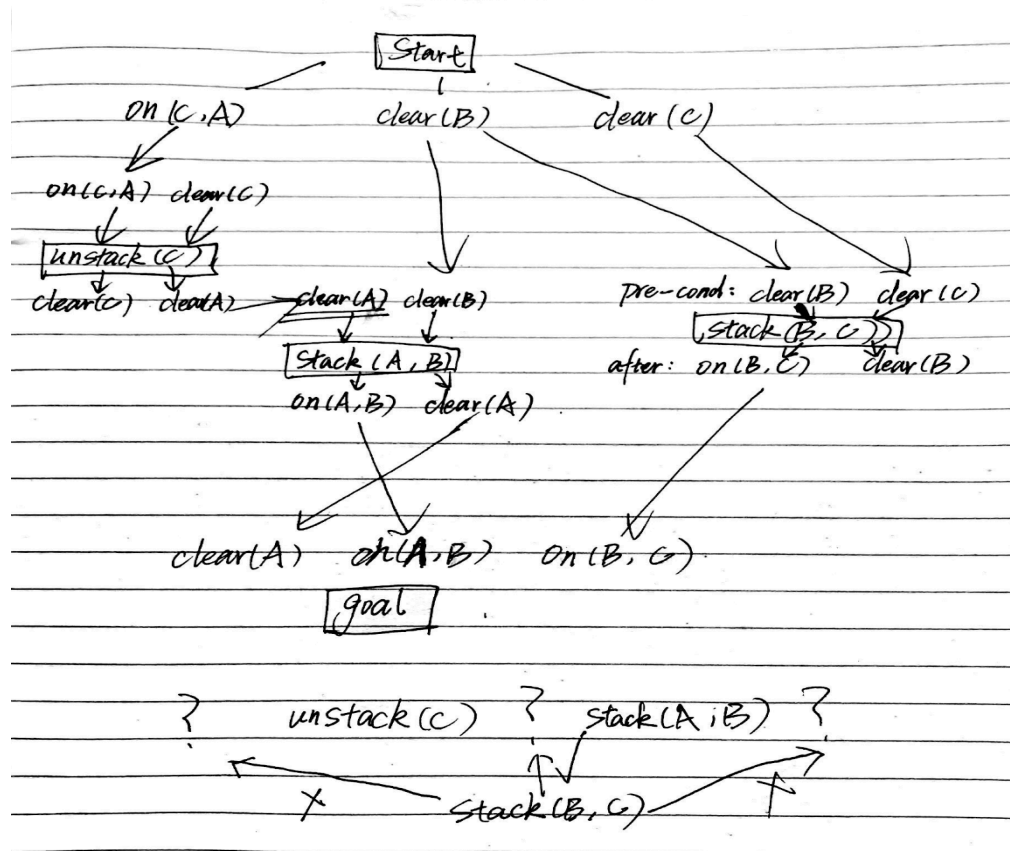 Start
on(C,A) clear(B) clear(C)
on(C,A) clear(C)
unstack(C)
clear(C) clear(A) clear(A) clear(B) pre-cond: clear(B) clear(C)
stack(B,C)
Stack(A,B) after: on(B,C) clear(B)
on(A,B) clear(A)
clear(A) on(A,B) on(B,C)
goal
? unstack(C) ? stack(A,B) ?
x stack(B,C) x